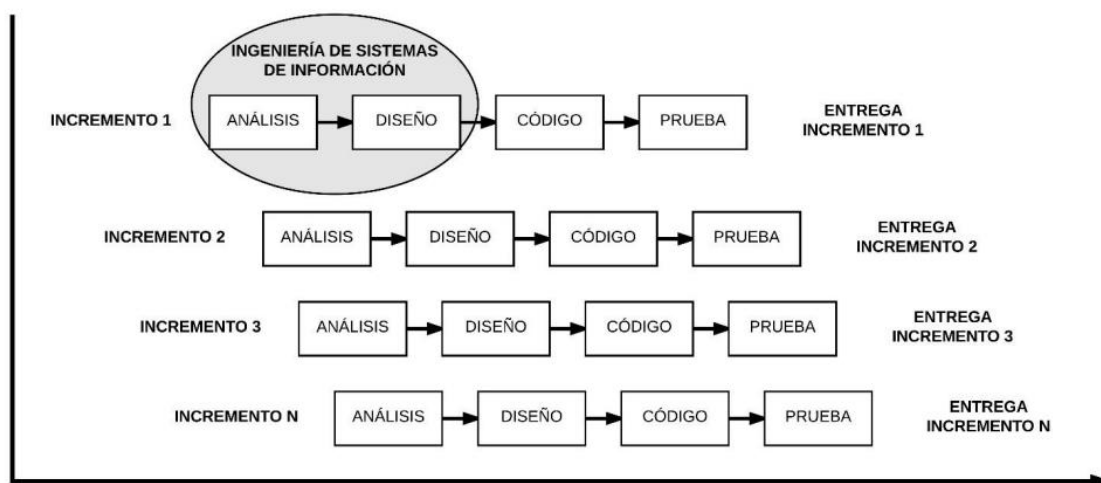 INGENIERÍA DE SISTEMAS
DE INFORMACIÓN
INCREMENTO 1
ANÁLISIS
DISEÑO
CÓDIGO
PRUEBA
ENTREGA
INCREMENTO 1
INCREMENTO 2
ANÁLISIS
DISEÑO
CÓDIGO
PRUEBA
ENTREGA
INCREMENTO 2
INCREMENTO 3
ANÁLISIS
DISEÑO
CÓDIGO
PRUEBA
ENTREGA
INCREMENTO 3
INCREMENTO N
ANÁLISIS
DISEÑO
CÓDIGO
PRUEBA
ENTREGA
INCREMENTO N